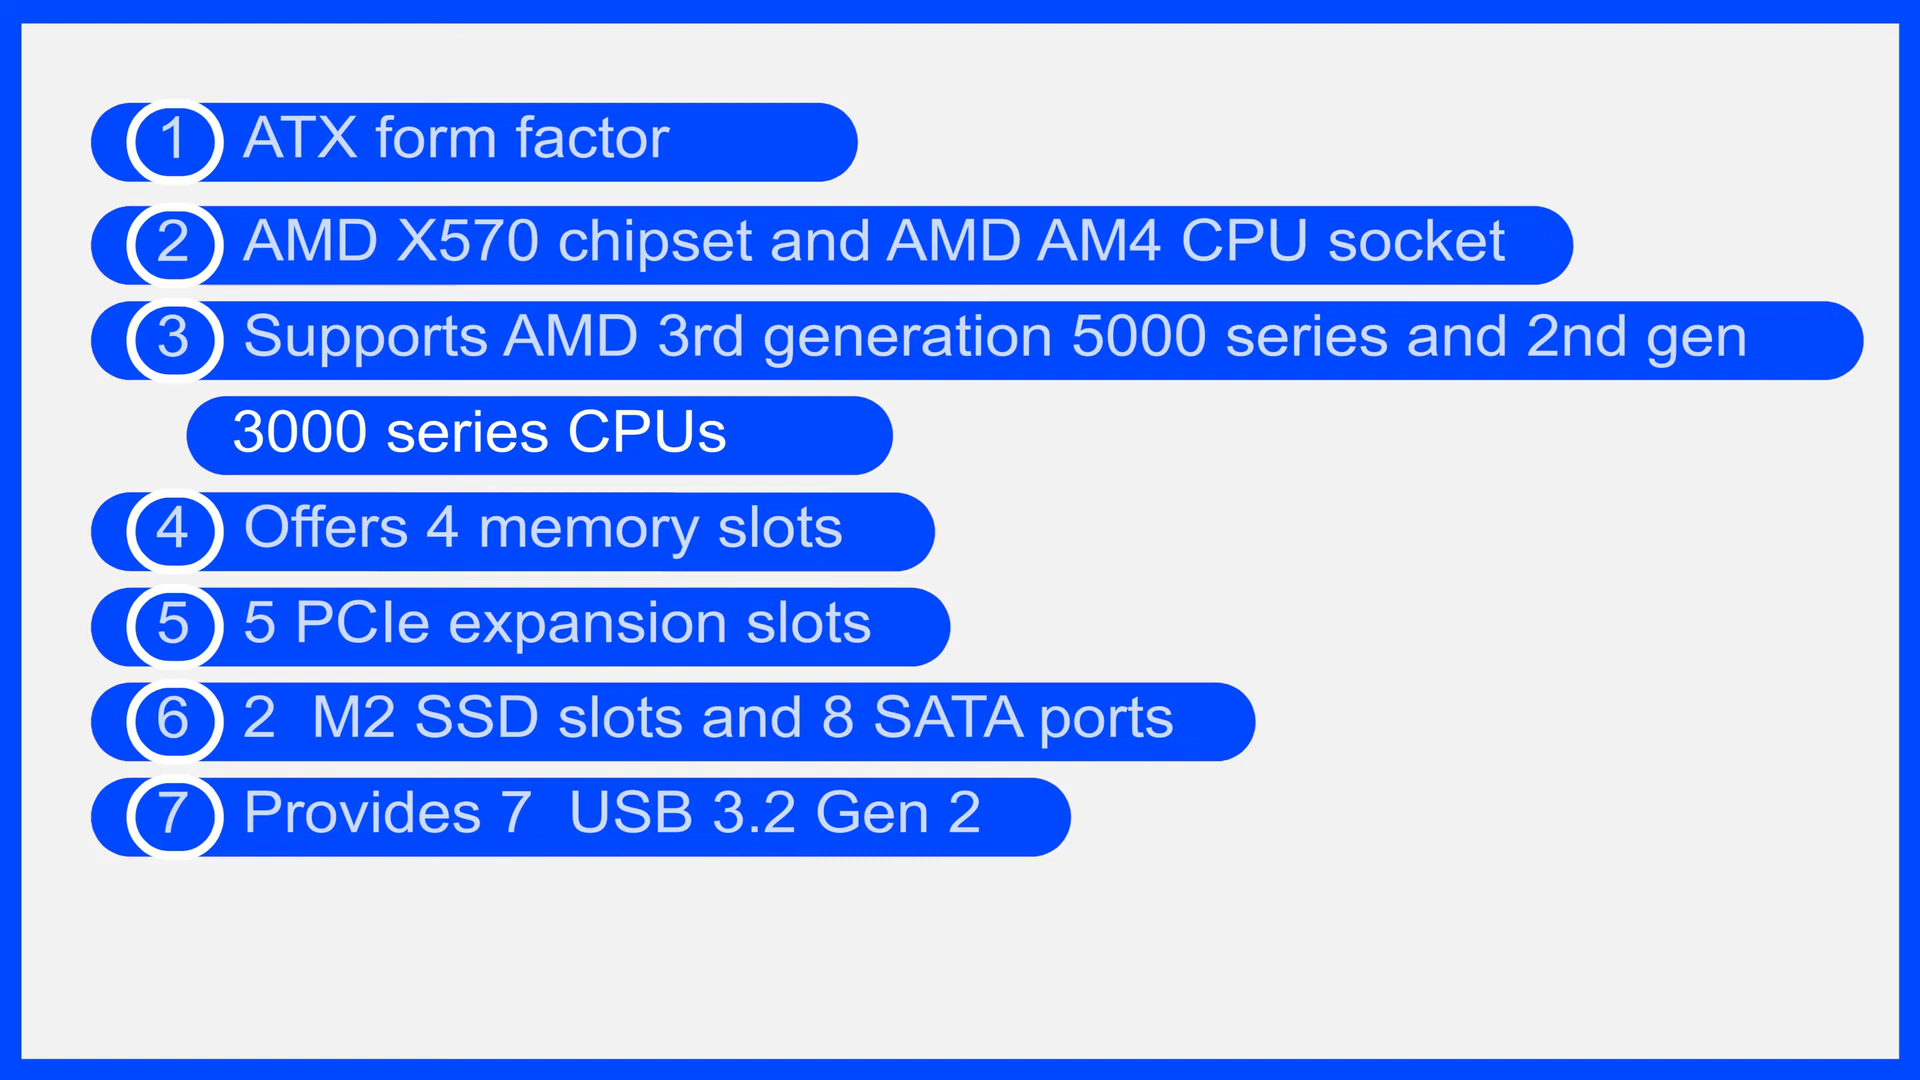 1 ATX form factor
2 AMD X570 chipset and AMD AM4 CPU socket
3 Supports AMD 3rd generation 5000 series and 2nd gen
3000 series CPUs
4 Offers 4 memory slots
5 5 PCIe expansion slots
6 2 M2 SSD slots and 8 SATA ports
7 Provides 7 USB 3.2 Gen 2